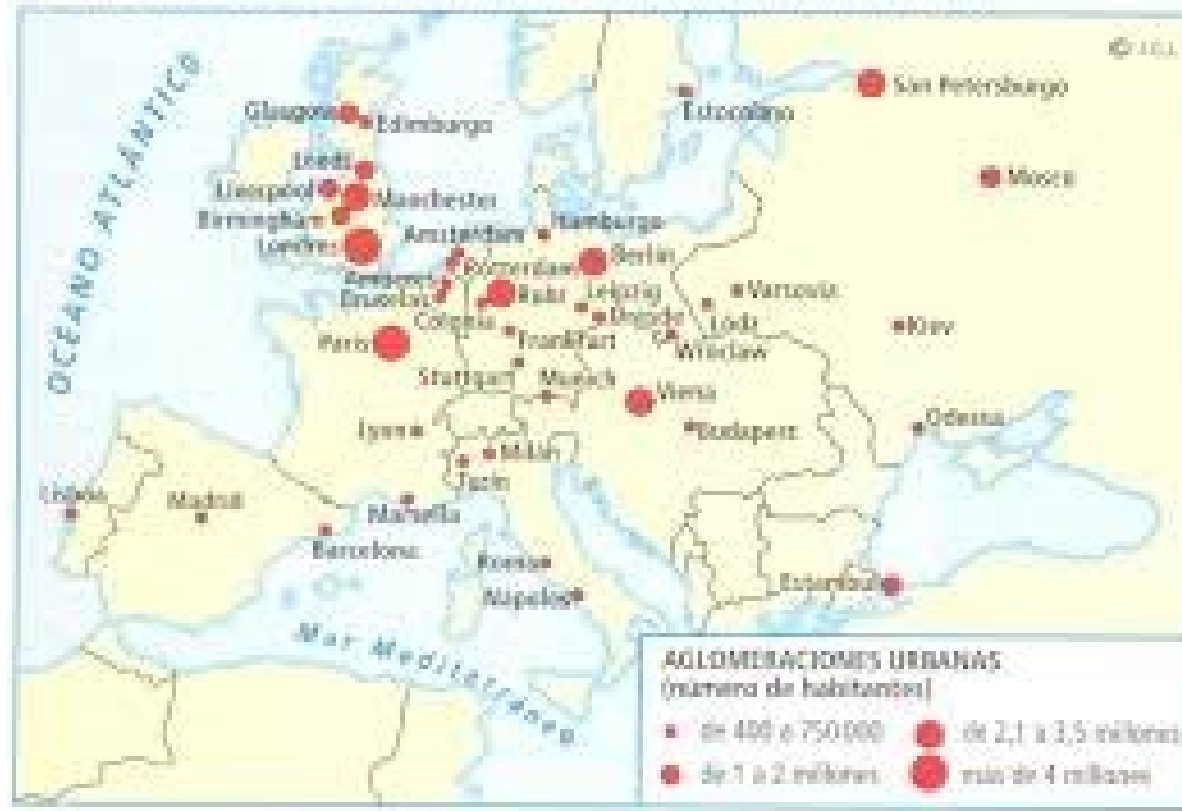 © J.C.L.
San Petersburgo
Estocolmo
Glasgow
Edimburgo
Leeds
Moscú
Liverpool
Manchester
Birmingham
Hamburgo
Amsterdam
Londres
Berlín
Rotterdam
Amberes
Ruhr
Leipzig
Varsovia
Bruselas
Colonia
Dresde
Lodz
Kiev
París
Frankfurt
Wroclaw
Stuttgart
Munich
Viena
Odessa
Lyon
Budapest
Milán
Turín
Lisboa
Madrid
Marsella
Barcelona
Roma
Nápoles
Estambul
OCEANO ATLÁNTICO
Mar Mediterráneo
AGLOMERACIONES URBANAS
(número de habitantes)
de 400 a 750 000
de 2,1 a 3,5 millones
de 1 a 2 millones
más de 4 millones